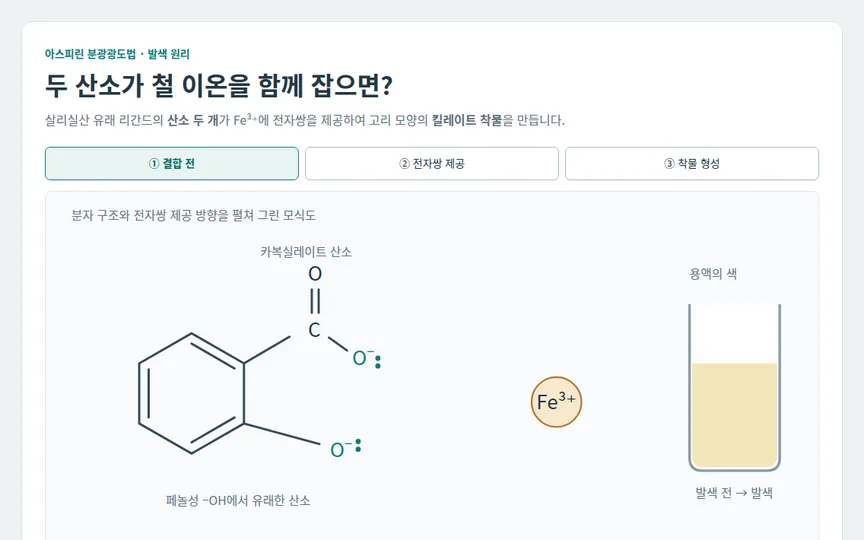 아스피린 분광광도법 · 발색 원리
두 산소가 철 이온을 함께 잡으면?
살리실산 유래 리간드의 산소 두 개가 Fe³⁺에 전자쌍을 제공하여 고리 모양의 킬레이트 착물을 만듭니다.
① 결합 전
② 전자쌍 제공
③ 착물 형성
분자 구조와 전자쌍 제공 방향을 펼쳐 그린 모식도
카복실레이트 산소
O
C
O⁻
O⁻
페놀성 −OH에서 유래한 산소
Fe³⁺
용액의 색
발색 전 → 발색